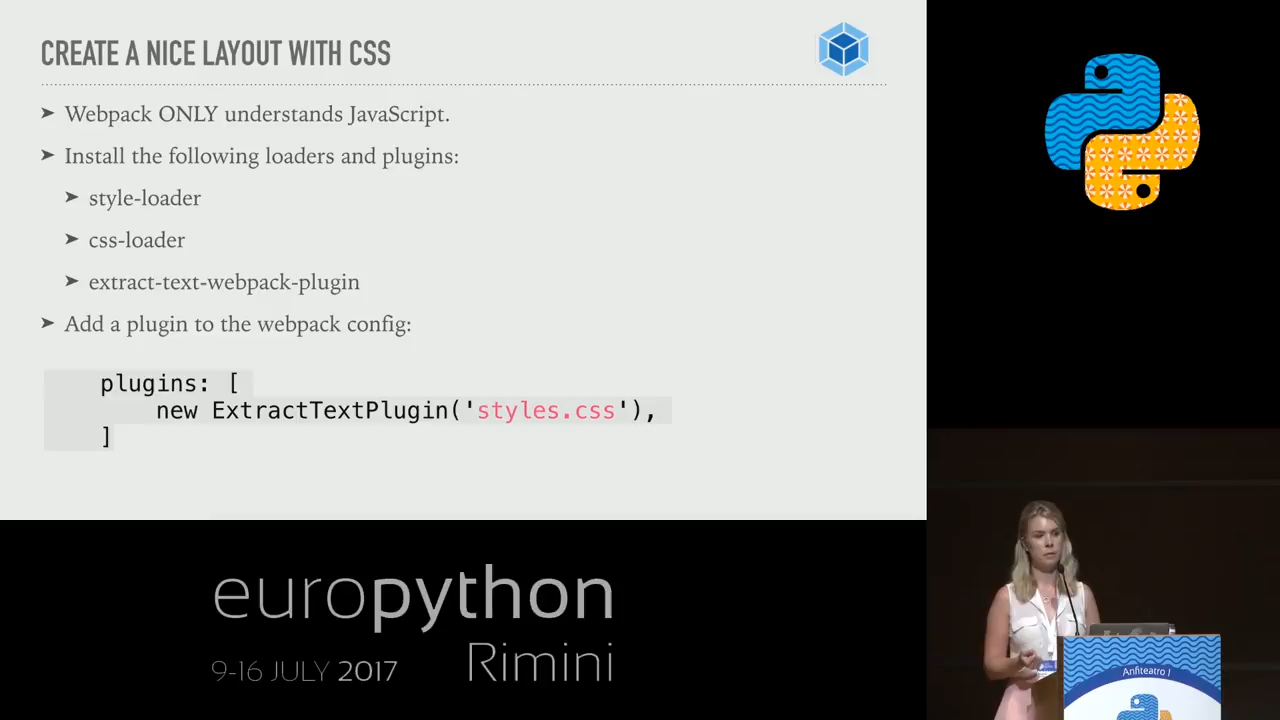 CREATE A NICE LAYOUT WITH CSS
➤ Webpack ONLY understands JavaScript.
➤ Install the following loaders and plugins:
➤ style-loader
➤ css-loader
➤ extract-text-webpack-plugin
➤ Add a plugin to the webpack config:
plugins: [
new ExtractTextPlugin('styles.css'),
]
europython
9-16 JULY 2017 Rimini
Anfiteatro 1